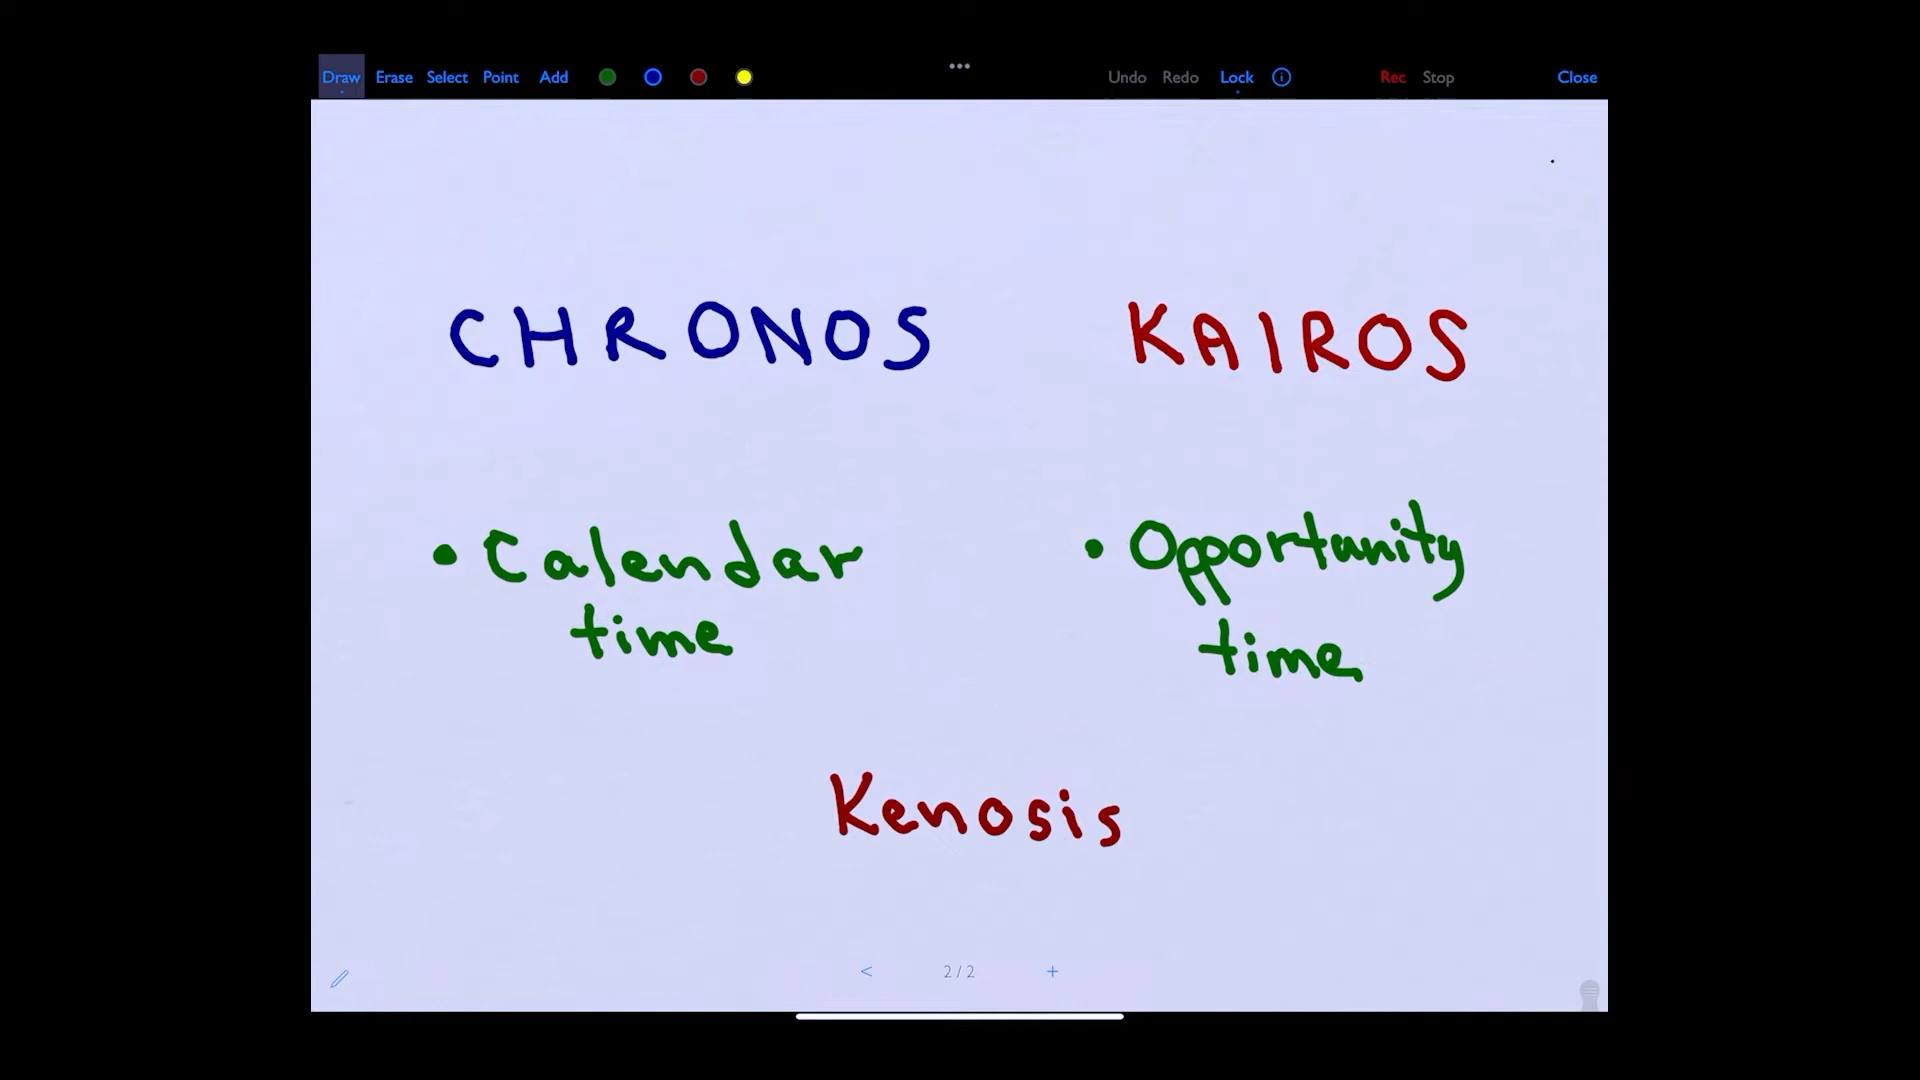 Draw Erase Select Point Add ... Undo Redo Lock i Rec Stop Close
CHRONOS KAIROS
• Calendar • Opportunity
time time
Kenosis
< 2/2 +